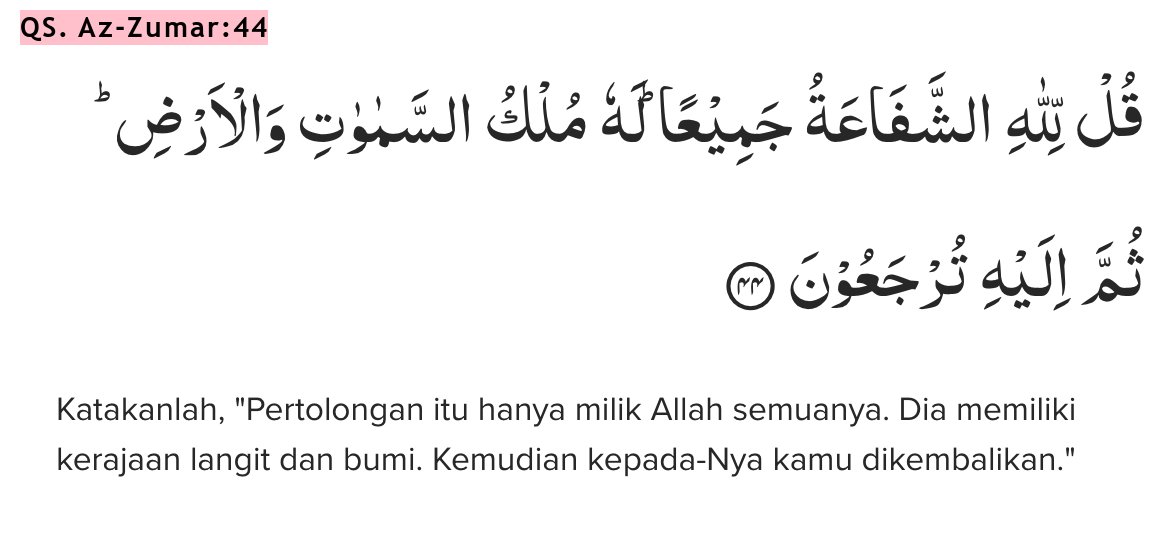 QS. Az-Zumar:44
قُلْ لِّلّٰهِ الشَّفَاعَةُ جَمِيْعًا ۗلَهٗ مُلْكُ السَّمٰوٰتِ وَالْاَرْضِ ۗ
ثُمَّ اِلَيْهِ تُرْجَعُوْنَ ۝٤٤
Katakanlah, "Pertolongan itu hanya milik Allah semuanya. Dia memiliki
kerajaan langit dan bumi. Kemudian kepada-Nya kamu dikembalikan."